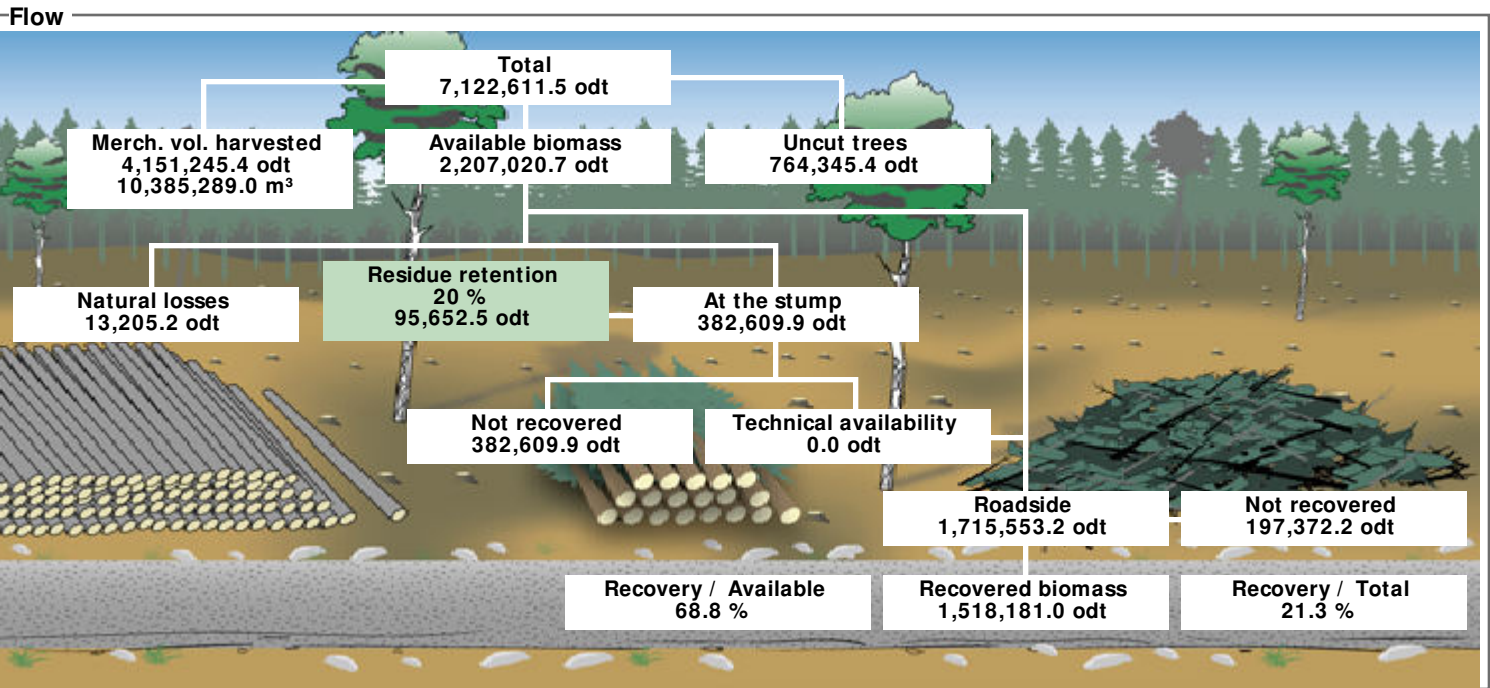 Flow
Total
7,122,611.5 odt
Merch. vol. harvested
4,151,245.4 odt
10,385,289.0 m³
Available biomass
2,207,020.7 odt
Uncut trees
764,345.4 odt
Natural losses
13,205.2 odt
Residue retention
20 %
95,652.5 odt
At the stump
382,609.9 odt
Not recovered
382,609.9 odt
Technical availability
0.0 odt
Roadside
1,715,553.2 odt
Not recovered
197,372.2 odt
Recovery / Available
68.8 %
Recovered biomass
1,518,181.0 odt
Recovery / Total
21.3 %